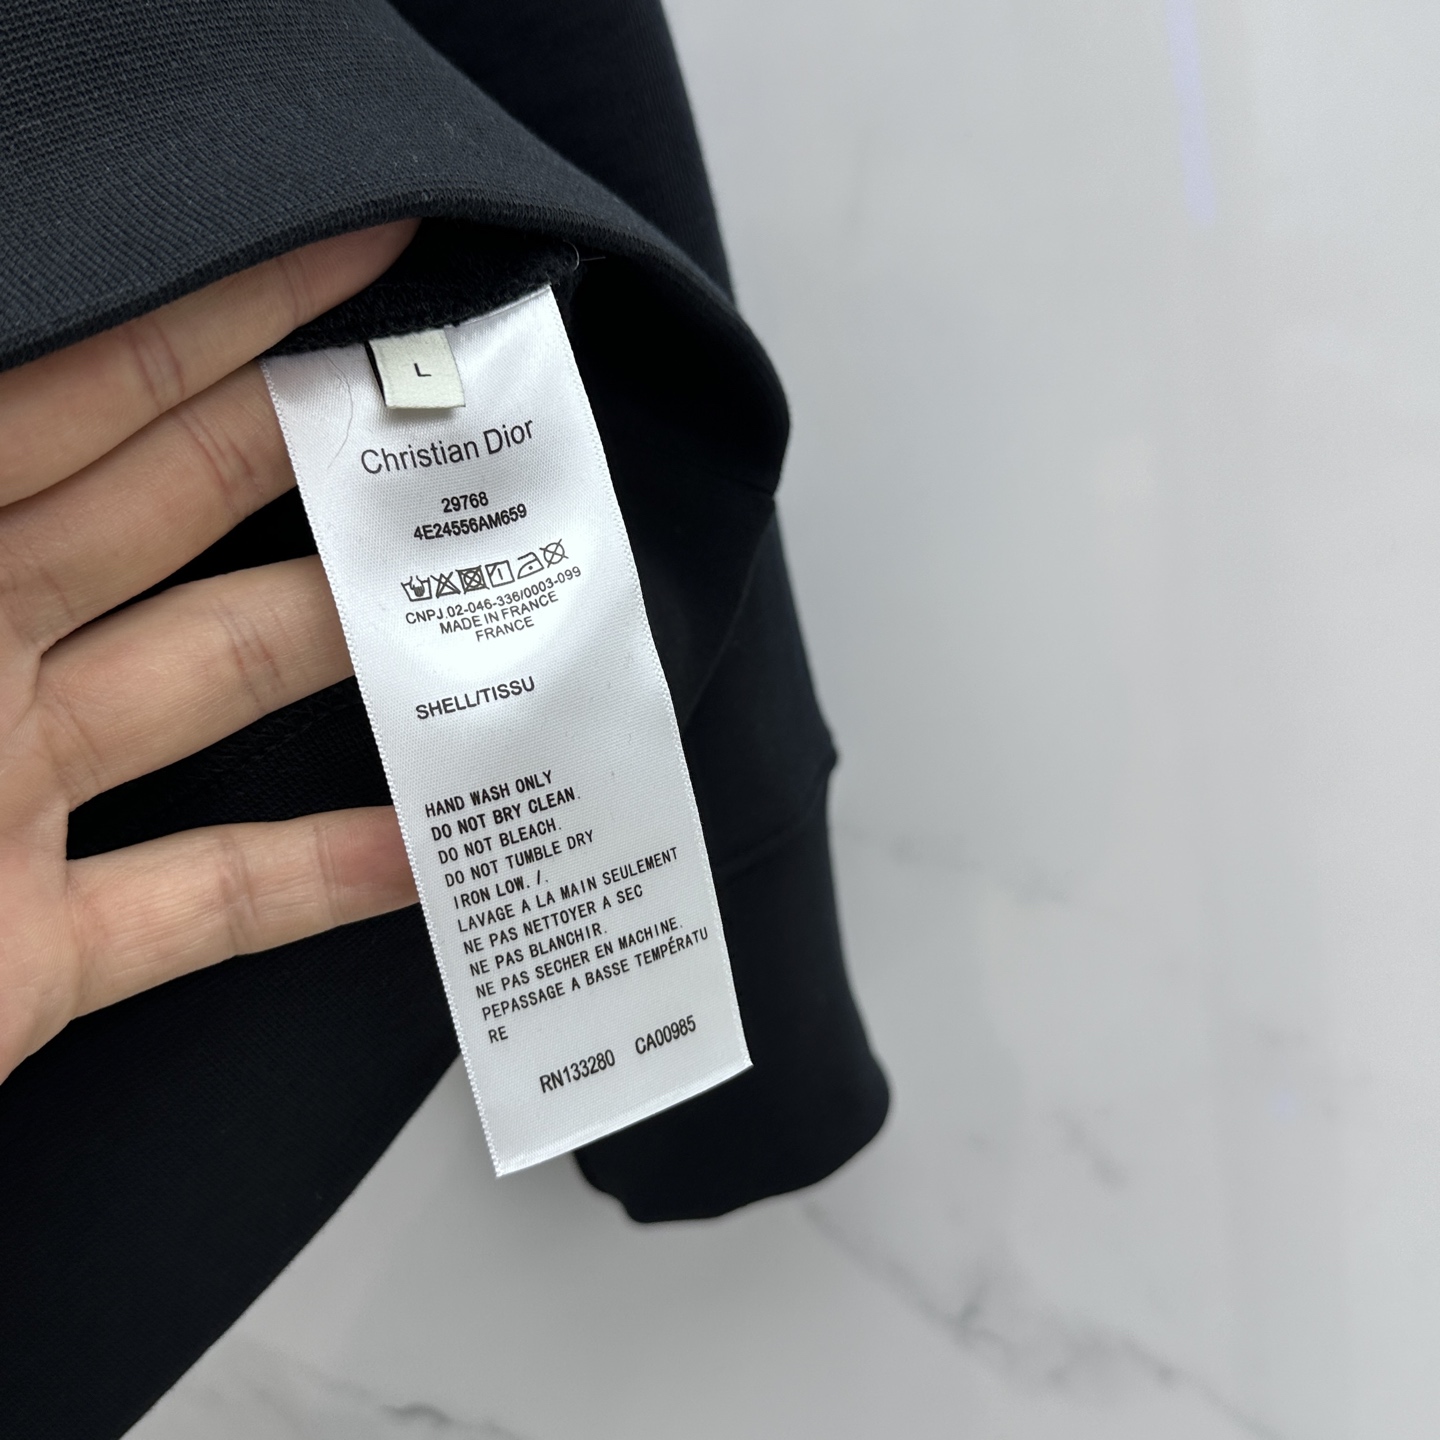 L
Christian Dior
29768
4E24556AM659
CNPJ.02-046-336/0003-099
MADE IN FRANCE
FRANCE
SHELL/TISSU
HAND WASH ONLY
DO NOT BRY CLEAN.
DO NOT BLEACH.
DO NOT TUMBLE DRY
IRON LOW. /.
LAVAGE A LA MAIN SEULEMENT
NE PAS NETTOYER A SEC
NE PAS BLANCHIR.
NE PAS SECHER EN MACHINE.
PEPASSAGE A BASSE TEMPÉRATU
RE
RN133280 CA00985